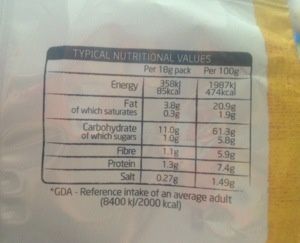 TYPICAL NUTRITIONAL VALUES
Per 18g pack Per 100g
Energy 358kJ 1987kJ
85kcal 474kcal
Fat 3.8g 20.9g
of which saturates 0.3g 1.9g
Carbohydrate 11.0g 61.3g
of which sugars 1.0g 5.8g
Fibre 1.1g 5.9g
Protein 1.3g 7.4g
Salt 0.27g 1.49g
*GDA - Reference intake of an average adult
(8400 kJ/2000 kcal)